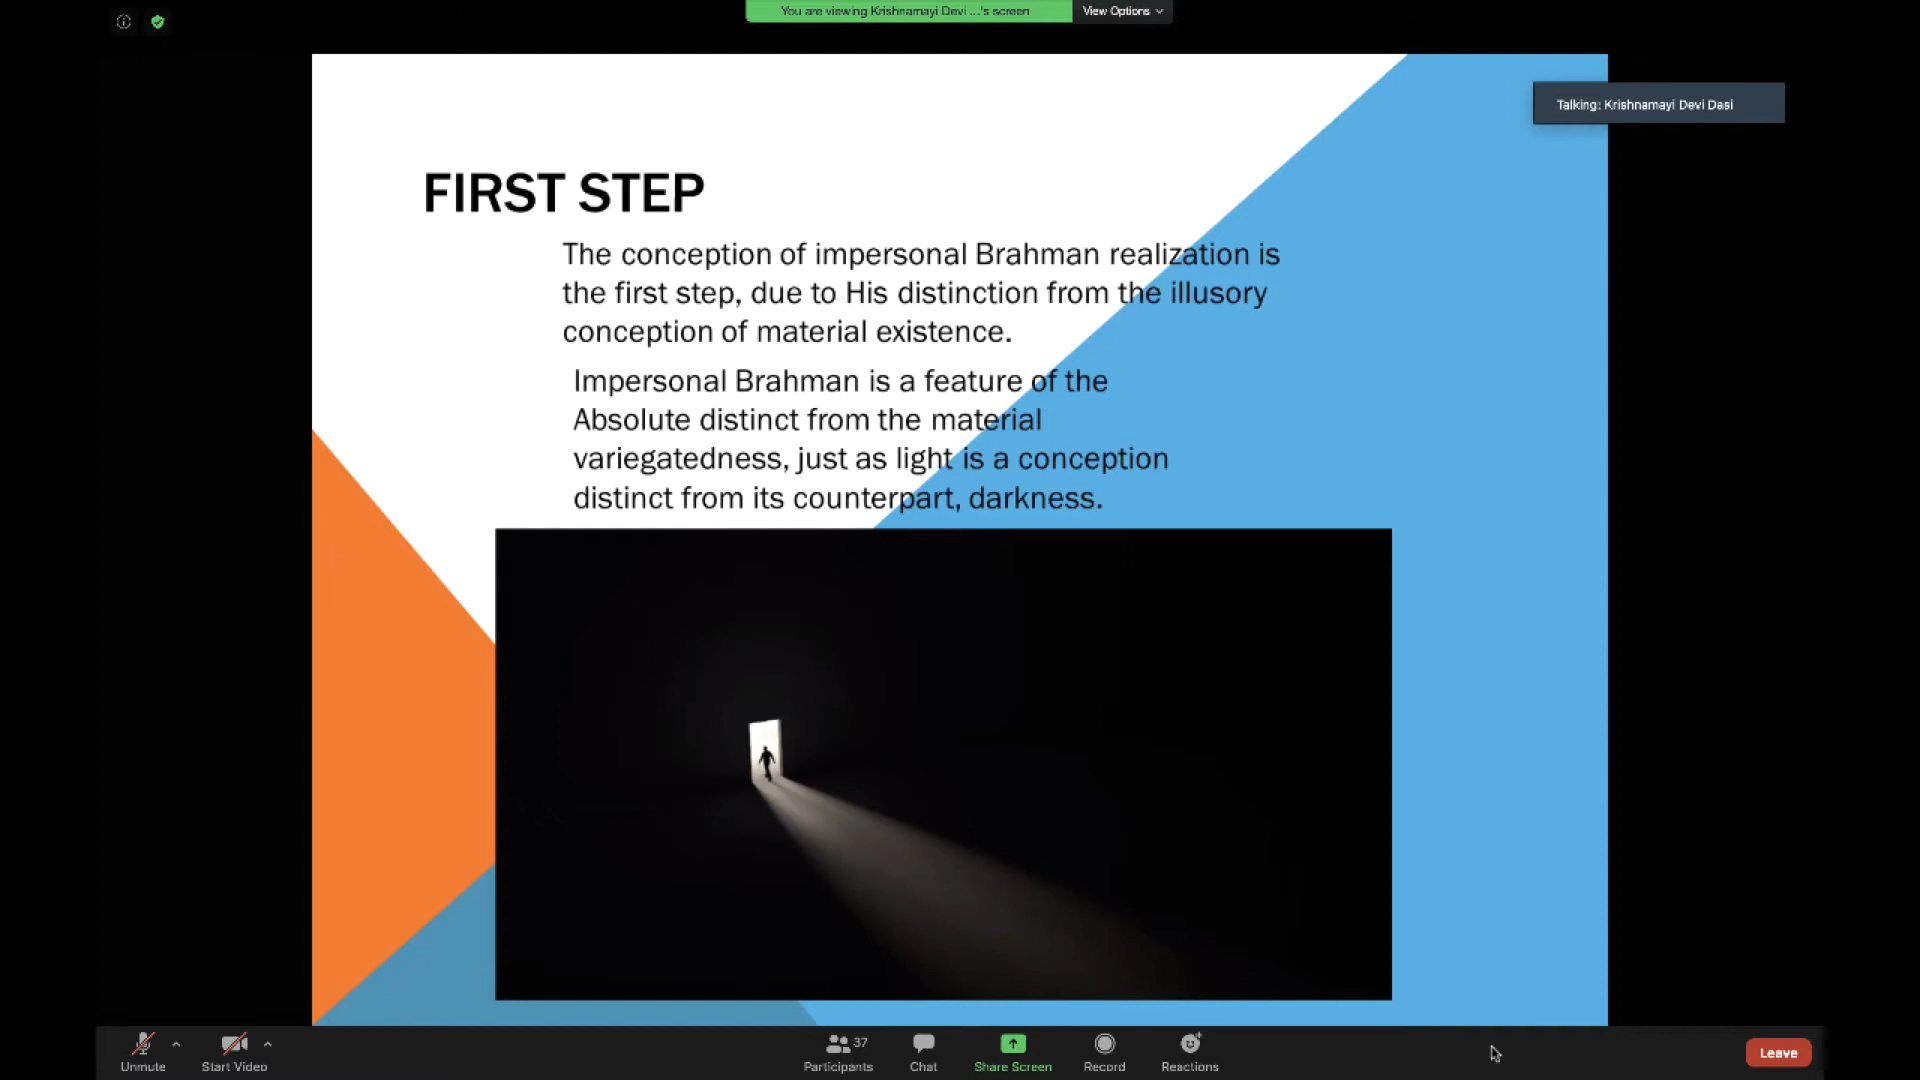 You are viewing Krishnamayi Devi ...'s screen
View Options
Talking: Krishnamayi Devi Dasi
FIRST STEP
The conception of impersonal Brahman realization is
the first step, due to His distinction from the illusory
conception of material existence.
Impersonal Brahman is a feature of the
Absolute distinct from the material
variegatedness, just as light is a conception
distinct from its counterpart, darkness.
Unmute
Start Video
37
Participants
Chat
Share Screen
Record
Reactions
Leave